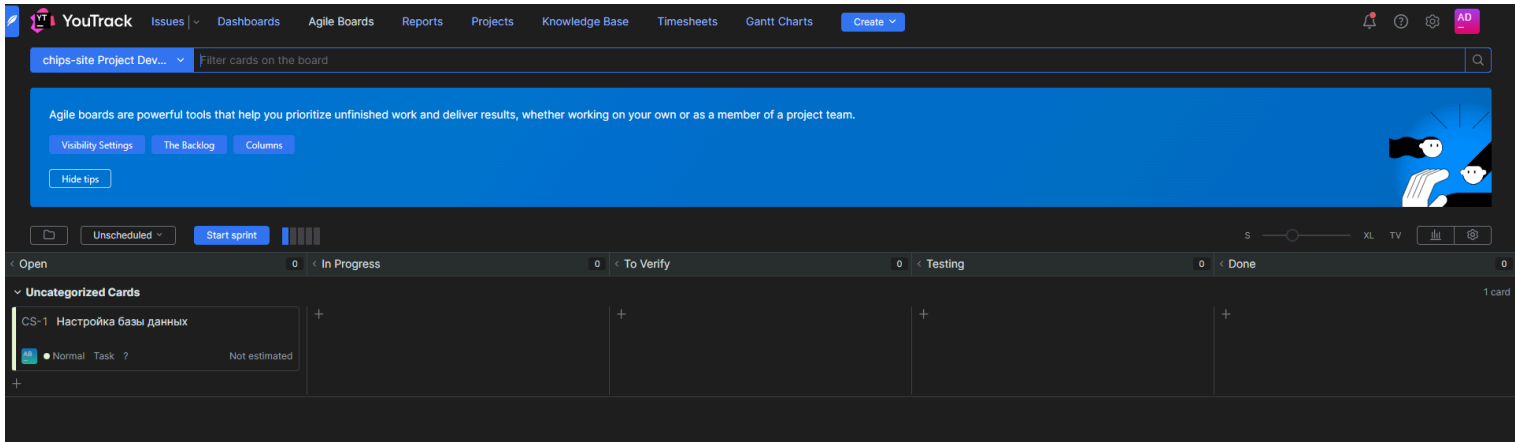 YT YouTrack Issues Dashboards Agile Boards Reports Projects Knowledge Base Timesheets Gantt Charts Create AD
chips-site Project Dev... Filter cards on the board
Agile boards are powerful tools that help you prioritize unfinished work and deliver results, whether working on your own or as a member of a project team.
Visibility Settings The Backlog Columns
Hide tips
Unscheduled Start sprint S XL TV
Open 0 In Progress 0 To Verify 0 Testing 0 Done 0
Uncategorized Cards 1 card
CS-1 Настройка базы данных
Normal Task ? Not estimated